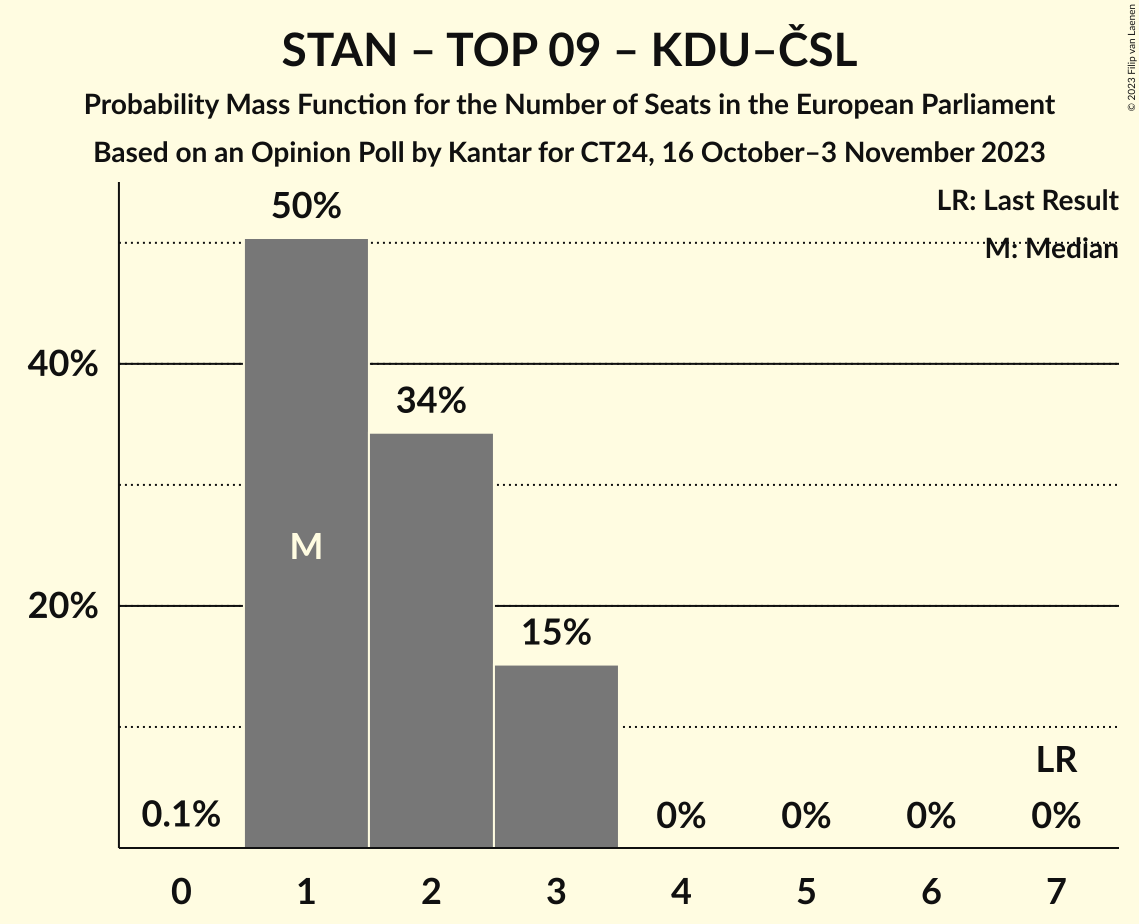 STAN – TOP 09 – KDU–ČSL
Probability Mass Function for the Number of Seats in the European Parliament
Based on an Opinion Poll by Kantar for CT24, 16 October–3 November 2023
© 2023 Filip van Laenen
LR: Last Result
M: Median
50%
40%
34%
M
20%
15%
LR
0.1%
0%
0%
0%
0%
0
1
2
3
4
5
6
7